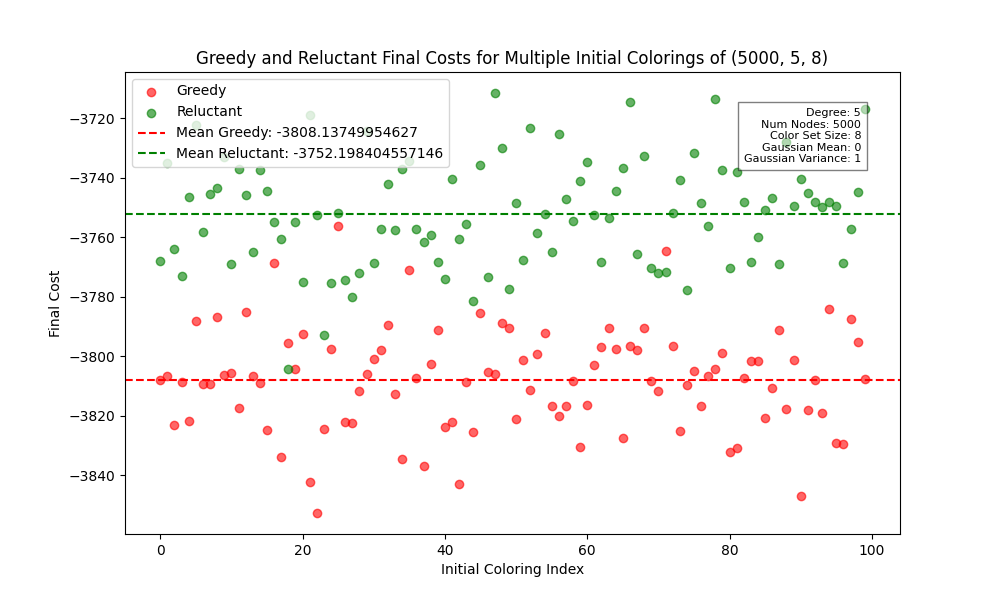 Greedy and Reluctant Final Costs for Multiple Initial Colorings of (5000, 5, 8)
Greedy
Reluctant
Mean Greedy: -3808.13749954627
Mean Reluctant: -3752.198404557146
Degree: 5
Num Nodes: 5000
Color Set Size: 8
Gaussian Mean: 0
Gaussian Variance: 1
Final Cost
−3720
−3740
−3760
−3780
−3800
−3820
−3840
0 20 40 60 80 100
Initial Coloring Index